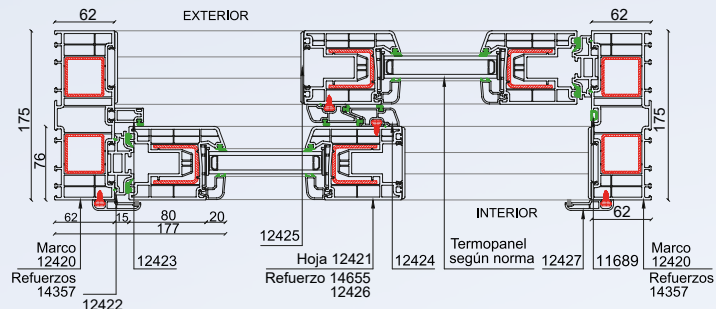 EXTERIOR
62
62
175
76
175
62
15
80
20
177
INTERIOR
62
12425
Marco
12420
Refuerzos
14357
12422
12423
Hoja 12421
Refuerzo 14655
12426
12424
Termopanel
según norma
12427
11689
Marco
12420
Refuerzos
14357